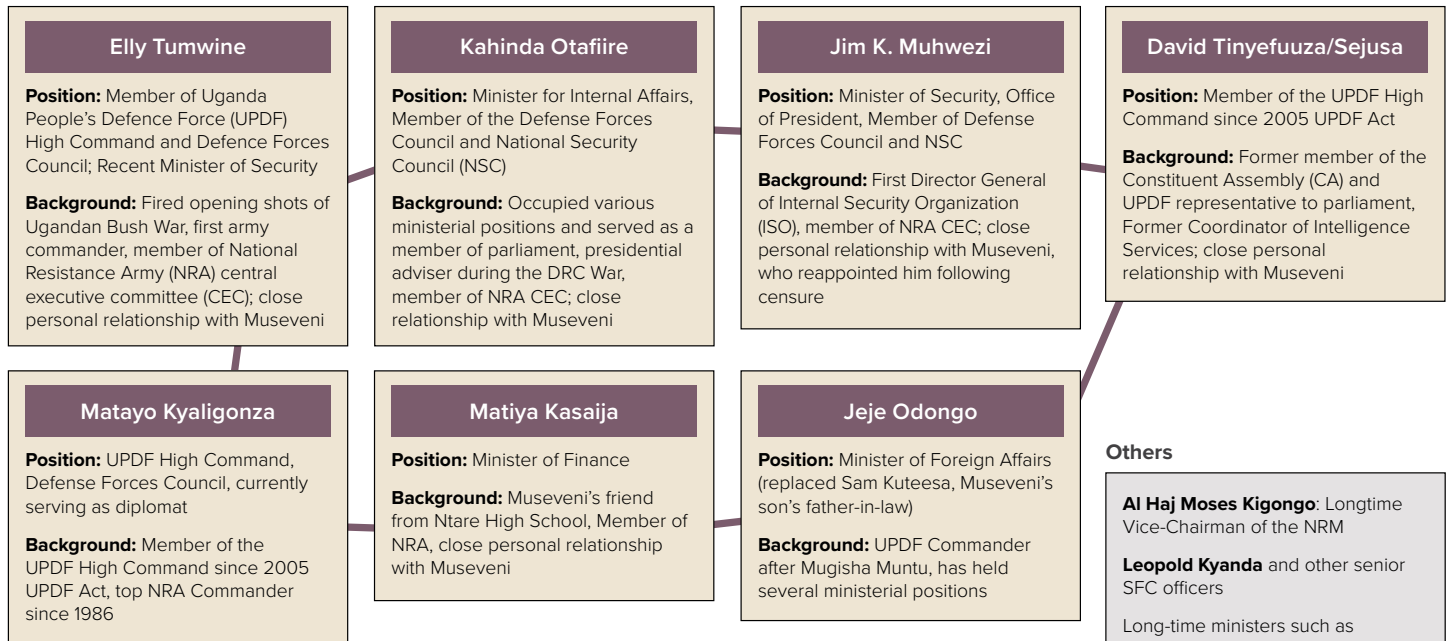 Elly Tumwine
Position: Member of Uganda
People's Defence Force (UPDF)
High Command and Defence Forces
Council; Recent Minister of Security
Background: Fired opening shots of
Ugandan Bush War, first army
commander, member of National
Resistance Army (NRA) central
executive committee (CEC); close
personal relationship with Museveni
Kahinda Otafiire
Position: Minister for Internal Affairs,
Member of the Defense Forces
Council and National Security
Council (NSC)
Background: Occupied various
ministerial positions and served as a
member of parliament, presidential
adviser during the DRC War,
member of NRA CEC; close
relationship with Museveni
Jim K. Muhwezi
Position: Minister of Security, Office
of President, Member of Defense
Forces Council and NSC
Background: First Director General
of Internal Security Organization
(ISO), member of NRA CEC; close
personal relationship with Museveni,
who reappointed him following
censure
David Tinyefuuza/Sejusa
Position: Member of the UPDF High
Command since 2005 UPDF Act
Background: Former member of the
Constituent Assembly (CA) and
UPDF representative to parliament,
Former Coordinator of Intelligence
Services; close personal
relationship with Museveni
Matayo Kyaligonza
Position: UPDF High Command,
Defense Forces Council, currently
serving as diplomat
Background: Member of the
UPDF High Command since 2005
UPDF Act, top NRA Commander
since 1986
Matiya Kasaija
Position: Minister of Finance
Background: Museveni's friend
from Ntare High School, Member of
NRA, close personal relationship
with Museveni
Jeje Odongo
Position: Minister of Foreign Affairs
(replaced Sam Kuteesa, Museveni's
son's father-in-law)
Background: UPDF Commander
after Mugisha Muntu, has held
several ministerial positions
Others
Al Haj Moses Kigongo: Longtime
Vice-Chairman of the NRM
Leopold Kyanda and other senior
SFC officers
Long-time ministers such as